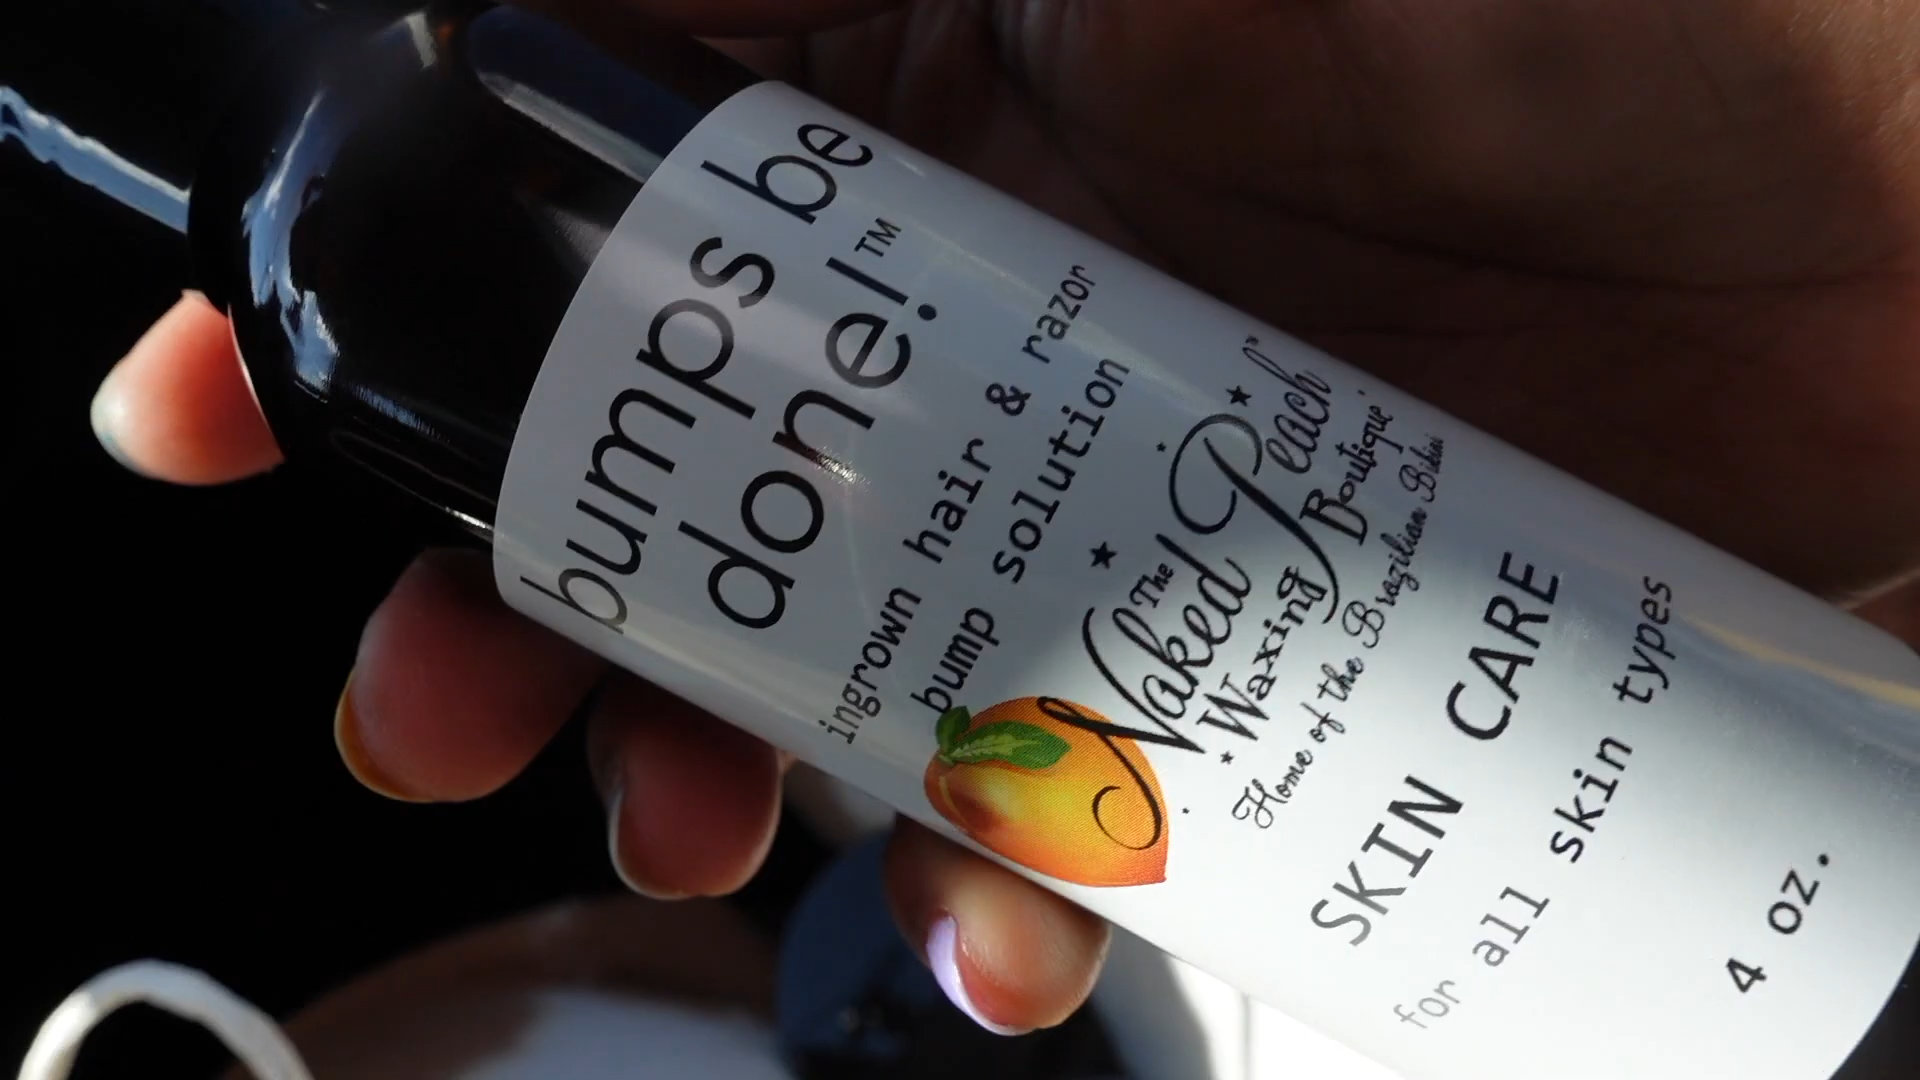 bumps be
done!™
ingrown hair & razor
bump solution
The
Naked Peach™
Waxing Boutique
Home of the Brazilian Bikini
SKIN CARE
for all skin types
4 oz.